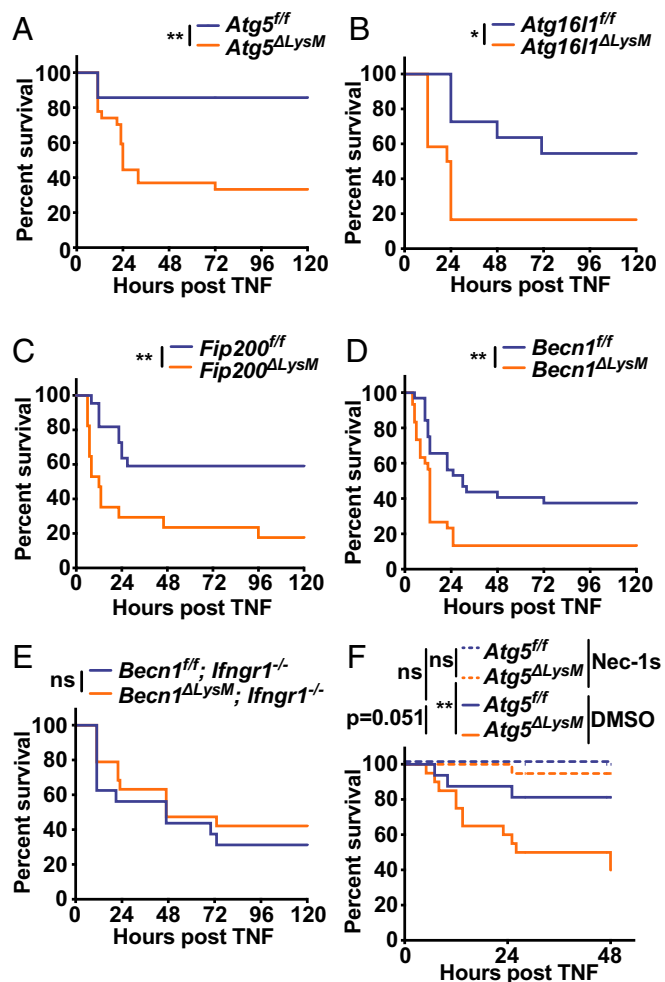 A
** Atg5f/f
Atg5ΔLysM
Percent survival
100
80
60
40
20
0
0 24 48 72 96 120
Hours post TNF
B
* Atg16l1f/f
Atg16l1ΔLysM
Percent survival
100
80
60
40
20
0
0 24 48 72 96 120
Hours post TNF
C
** Fip200f/f
Fip200ΔLysM
Percent survival
100
80
60
40
20
0
0 24 48 72 96 120
Hours post TNF
D
** Becn1f/f
Becn1ΔLysM
Percent survival
100
80
60
40
20
0
0 24 48 72 96 120
Hours post TNF
E
ns Becn1f/f; Ifngr1-/-
Becn1ΔLysM; Ifngr1-/-
Percent survival
100
80
60
40
20
0
0 24 48 72 96 120
Hours post TNF
F
ns ns Atg5f/f
Atg5ΔLysM Nec-1s
p=0.051 ** Atg5f/f
Atg5ΔLysM DMSO
Percent survival
100
80
60
40
20
0
0 24 48
Hours post TNF